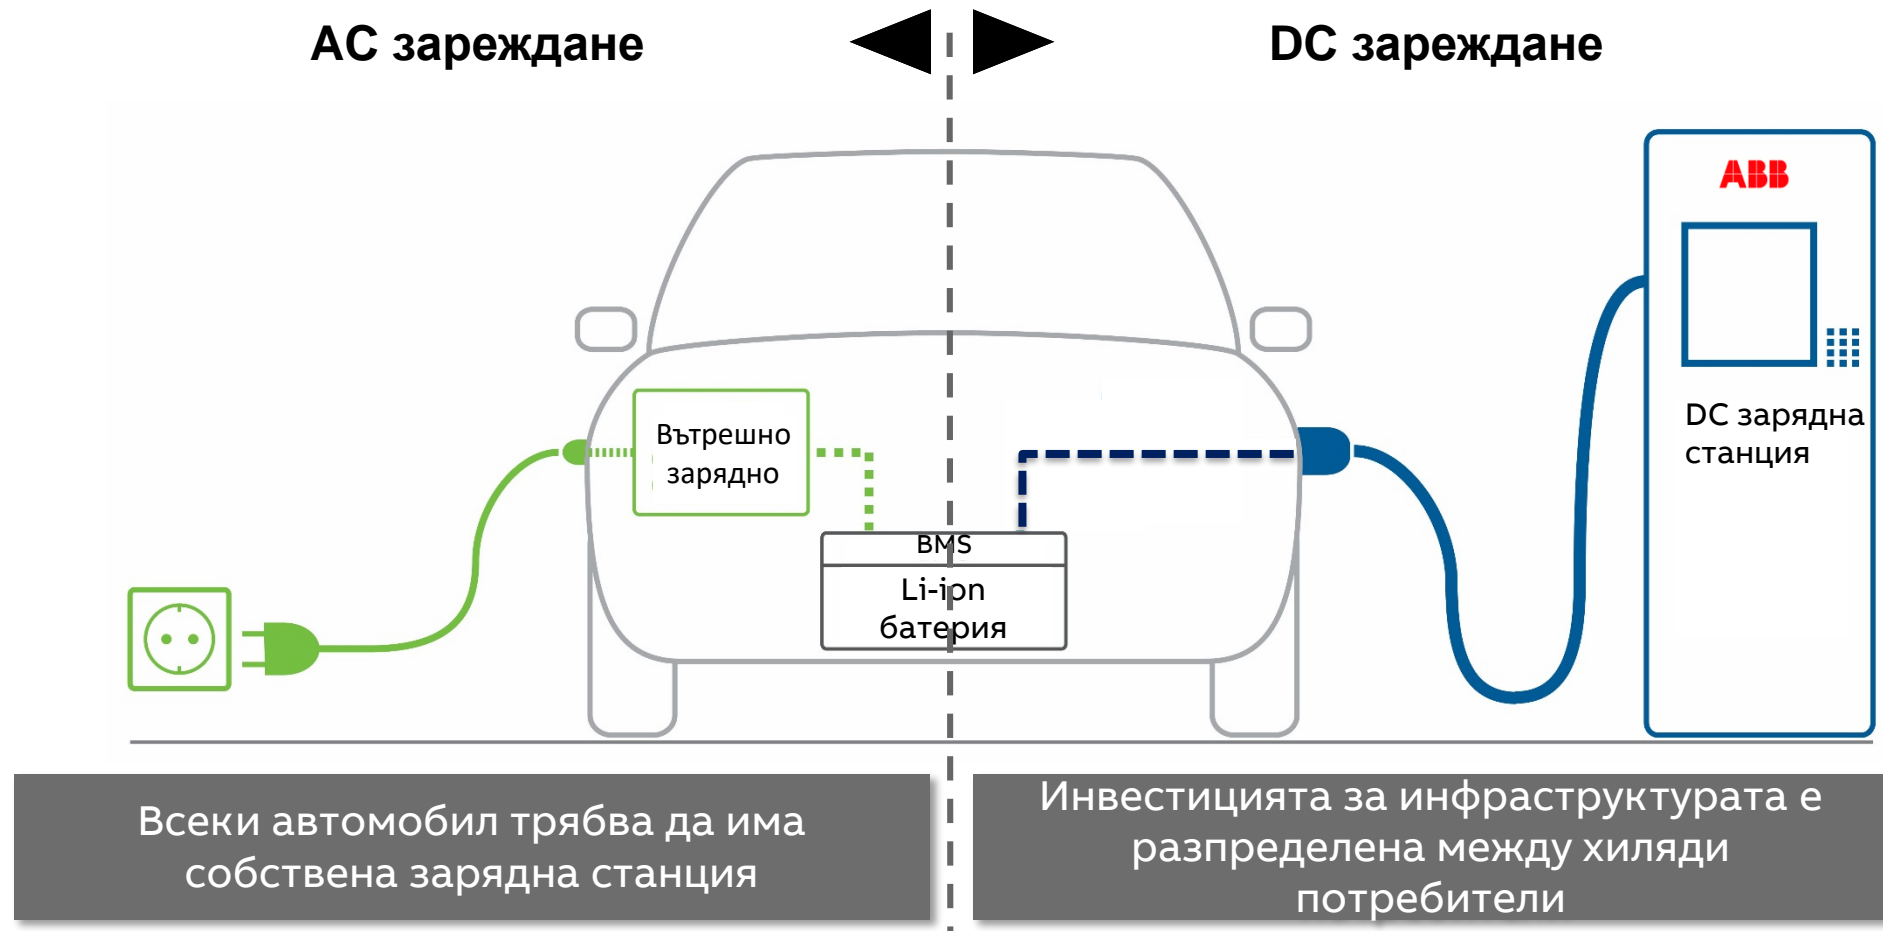 AC зареждане
DC зареждане
ABB
DC зарядна
станция
Вътрешно
зарядно
BMS
Li-ion
батерия
Всеки автомобил трябва да има
собствена зарядна станция
Инвестицията за инфраструктурата е
разпределена между хиляди
потребители